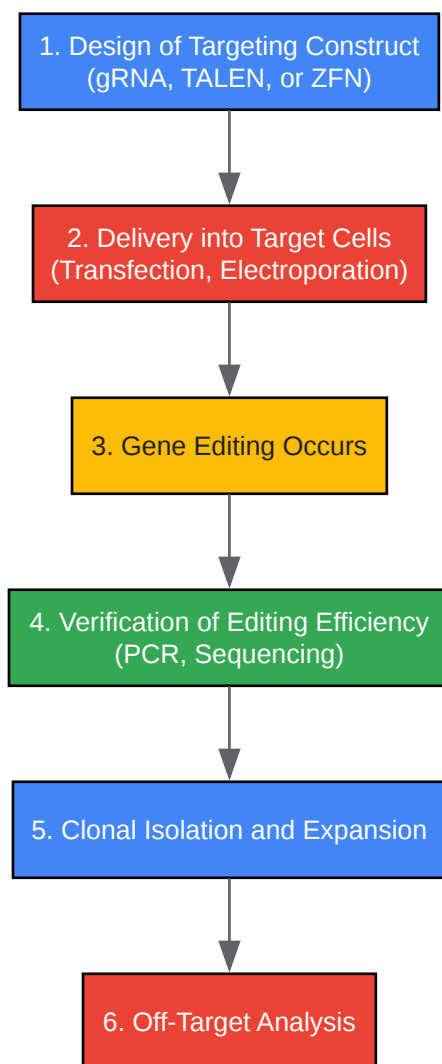 1. Design of Targeting Construct
(gRNA, TALEN, or ZFN)
2. Delivery into Target Cells
(Transfection, Electroporation)
3. Gene Editing Occurs
4. Verification of Editing Efficiency
(PCR, Sequencing)
5. Clonal Isolation and Expansion
6. Off-Target Analysis